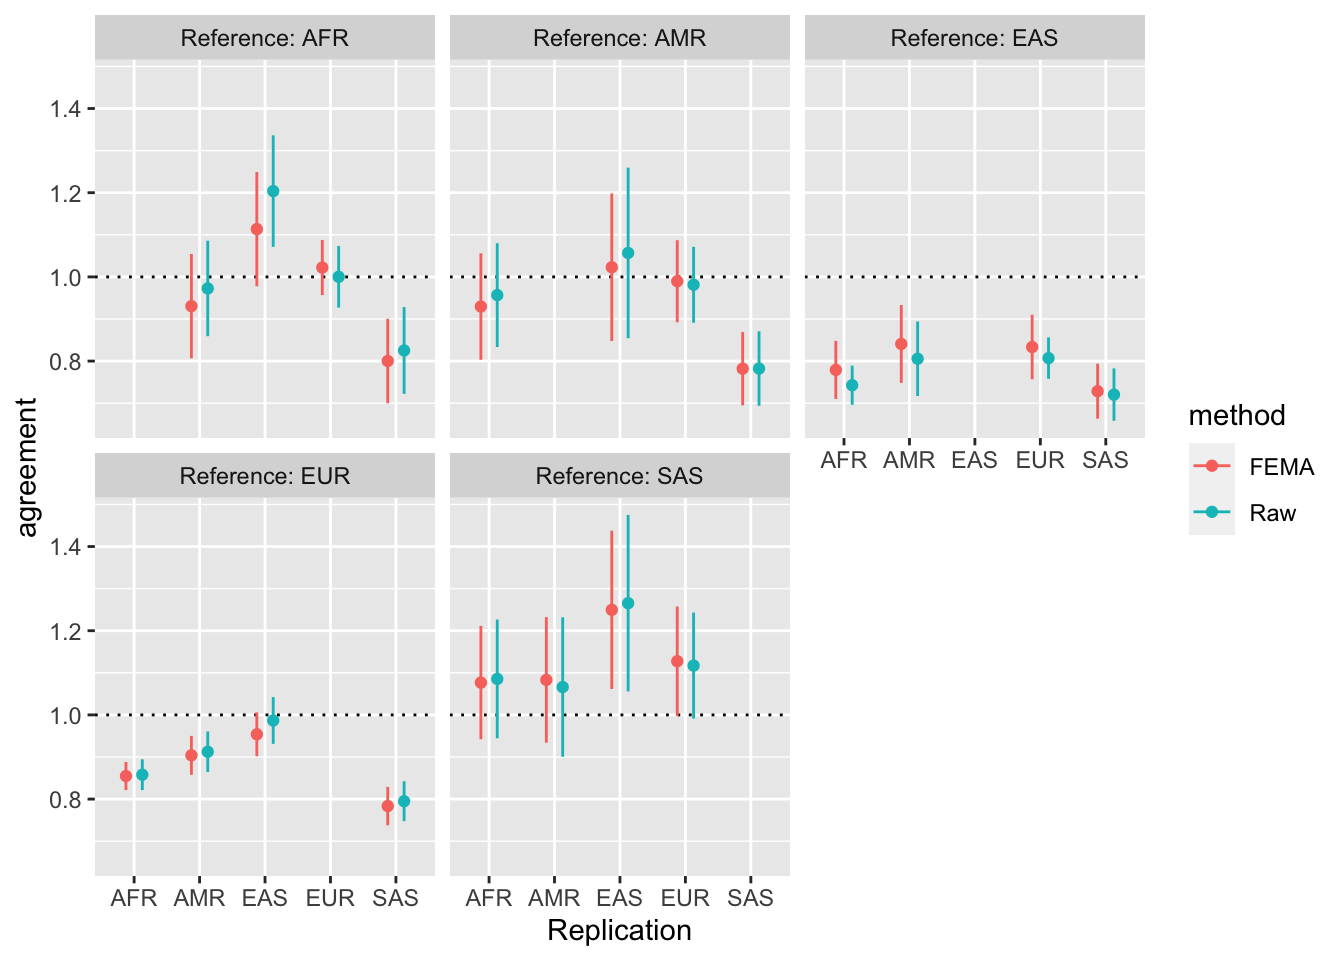 Reference: AFR
Reference: AMR
Reference: EAS
1.4
1.2
1.0
0.8
AFR AMR EAS EUR SAS
Reference: EUR
Reference: SAS
1.4
1.2
1.0
0.8
AFR AMR EAS EUR SAS
AFR AMR EAS EUR SAS
Replication
agreement
method
FEMA
Raw